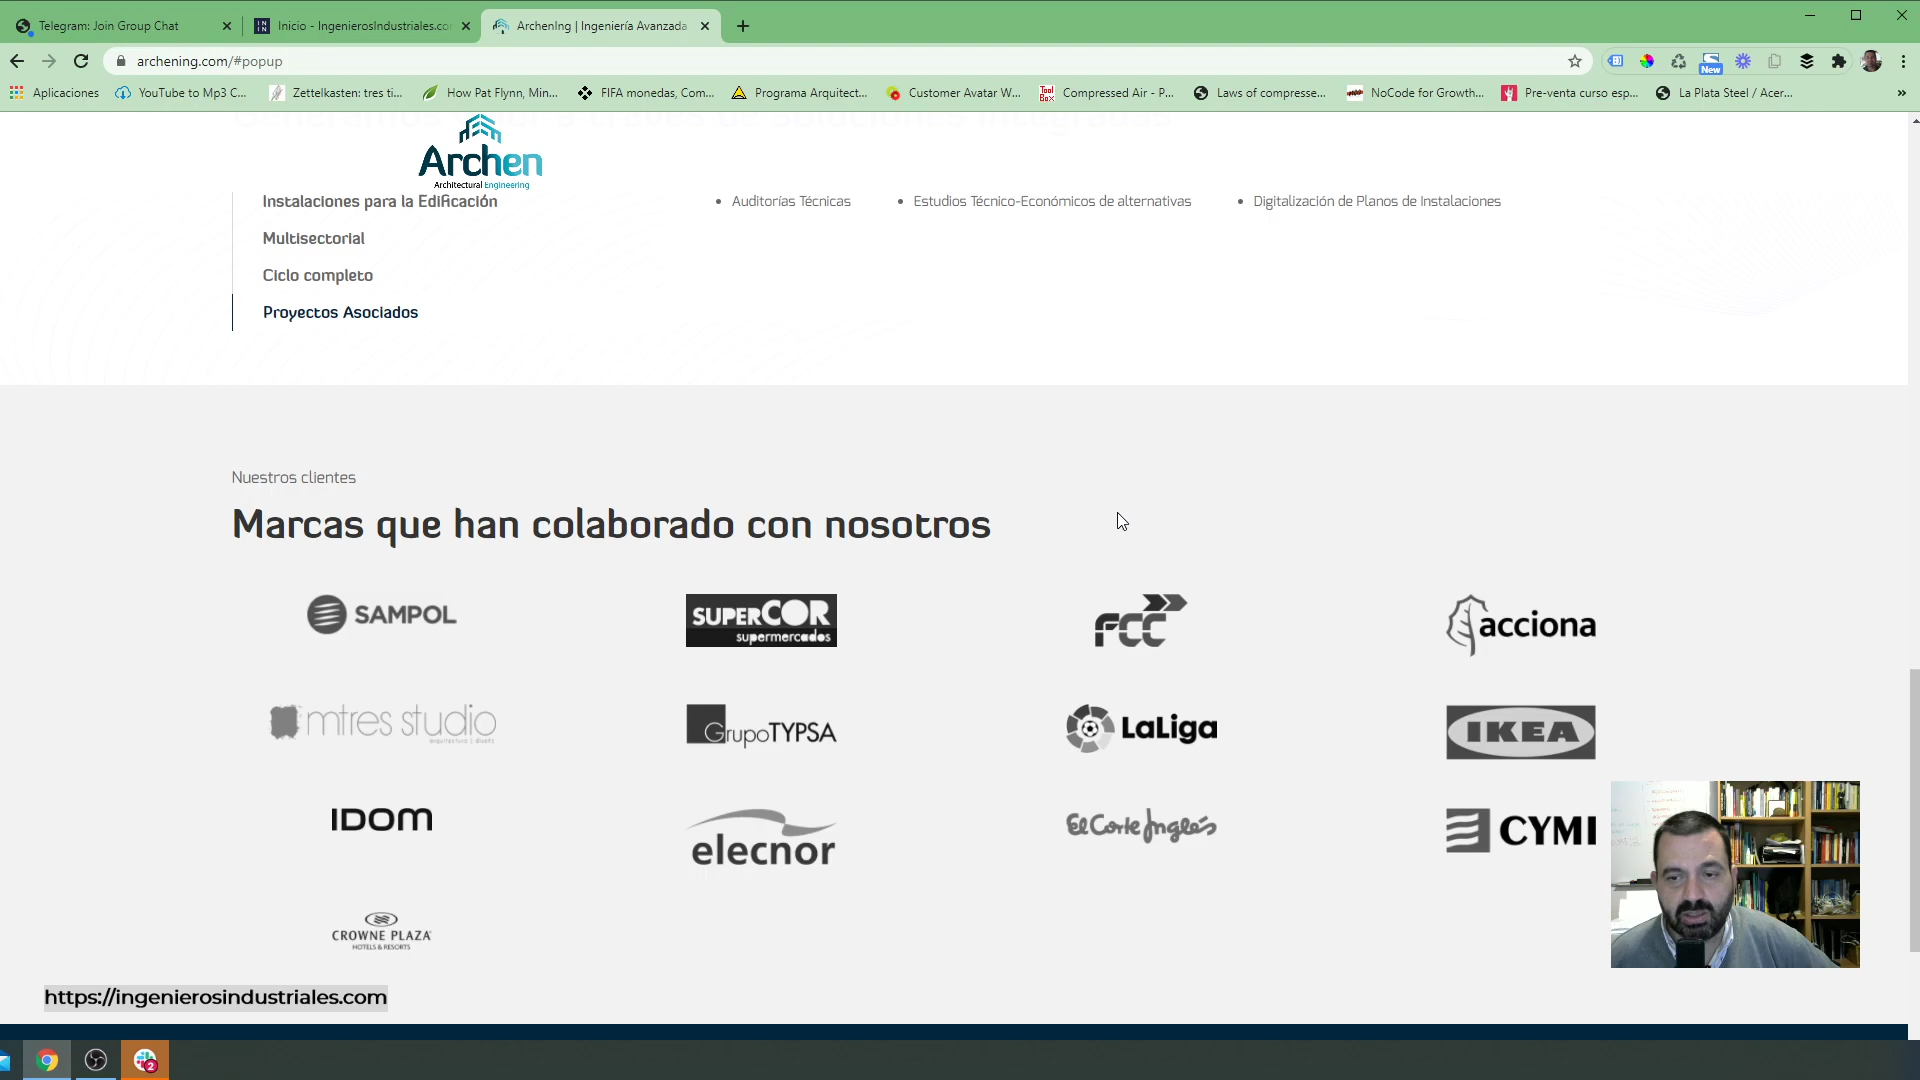 Telegram: Join Group Chat
Inicio - IngenierosIndustriales.co
ArchenIng | Ingeniería Avanzada
archening.com/#popup
New
Aplicaciones
YouTube to Mp3 C...
Zettelkasten: tres ti...
How Pat Flynn, Min...
FIFA monedas, Com...
Programa Arquitect...
Customer Avatar W...
Tool Box
Compressed Air - P...
Laws of compresse...
NoCode for Growth...
Pre-venta curso esp...
La Plata Steel / Acer...
»
Archen
Architectural Engineering
Instalaciones para la Edificación
Multisectorial
Ciclo completo
Proyectos Asociados
Auditorías Técnicas
Estudios Técnico-Económicos de alternativas
Digitalización de Planos de Instalaciones
Nuestros clientes
Marcas que han colaborado con nosotros
SAMPOL
SUPERCOR
supermercados
FCC
acciona
mtres studio
GrupoTYPSA
LaLiga
IKEA
IDOM
elecnor
El Corte Inglés
CYMI
CROWNE PLAZA
HOTELS & RESORTS
https://ingenierosindustriales.com
2